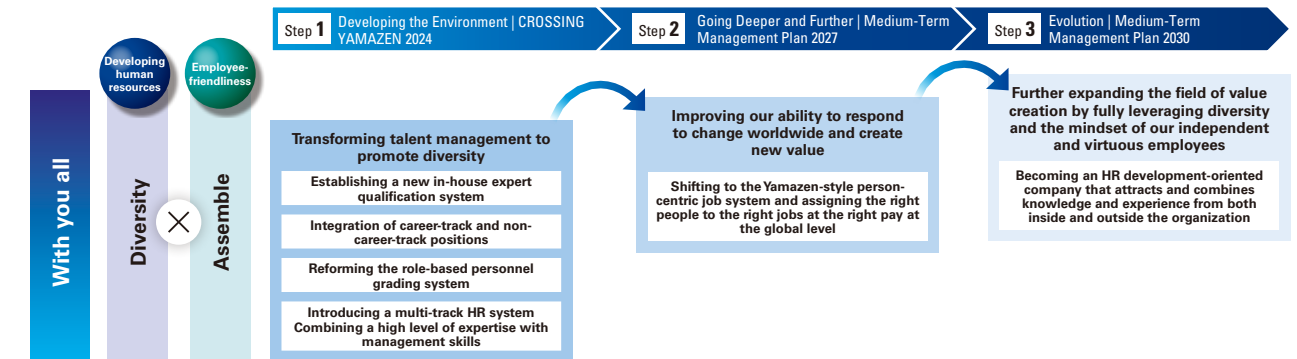 Step 1
Developing the Environment | CROSSING
YAMAZEN 2024
Step 2
Going Deeper and Further | Medium-Term
Management Plan 2027
Step 3
Evolution | Medium-Term
Management Plan 2030
Developing
human
resources
Employee-
friendliness
With you all
Diversity
×
Assemble
Transforming talent management to
promote diversity
Establishing a new in-house expert
qualification system
Integration of career-track and non-
career-track positions
Reforming the role-based personnel
grading system
Introducing a multi-track HR system
Combining a high level of expertise with
management skills
Improving our ability to respond
to change worldwide and create
new value
Shifting to the Yamazen-style person-
centric job system and assigning the right
people to the right jobs at the right pay at
the global level
Further expanding the field of value
creation by fully leveraging diversity
and the mindset of our independent
and virtuous employees
Becoming an HR development-oriented
company that attracts and combines
knowledge and experience from both
inside and outside the organization